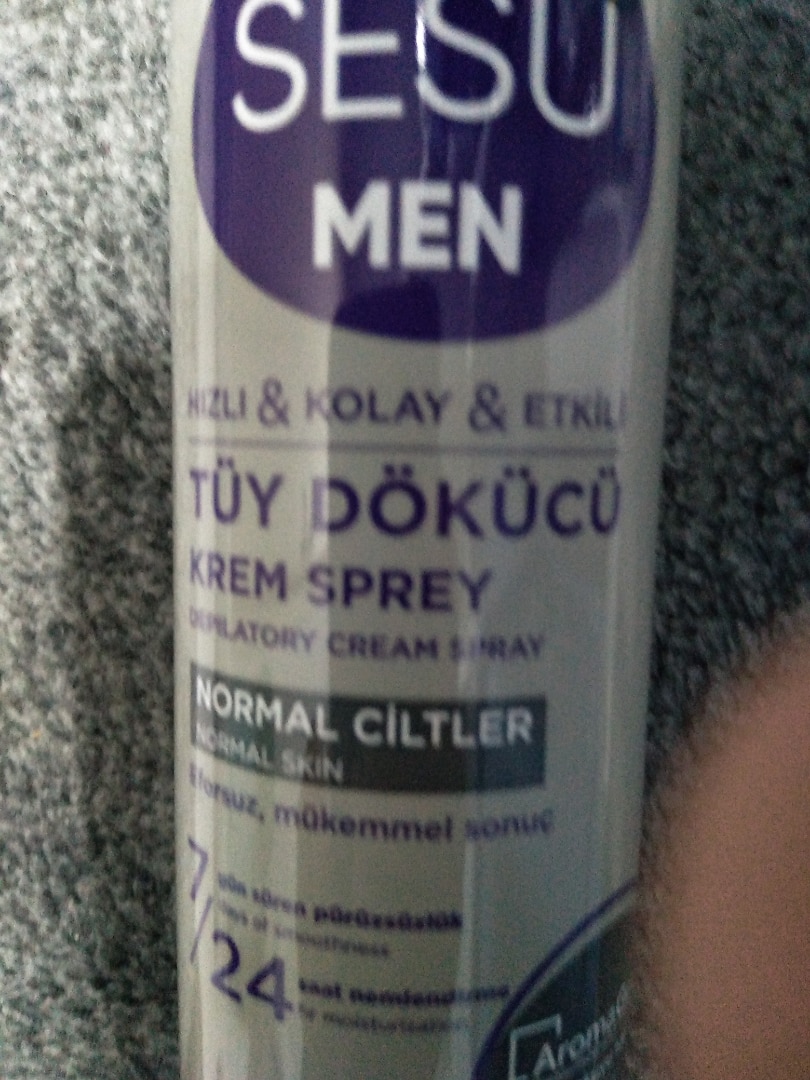 SESU
MEN
HIZLI & KOLAY & ETKİLİ
TÜY DÖKÜCÜ
KREM SPREY
DEPILATORY CREAM SPRAY
NORMAL CİLTLER
NORMAL SKIN
Eforsuz, mükemmel sonuç
7 gün süren pürüzsüzlük
days of smoothness
/24 saat nemlendirme
moisturisation